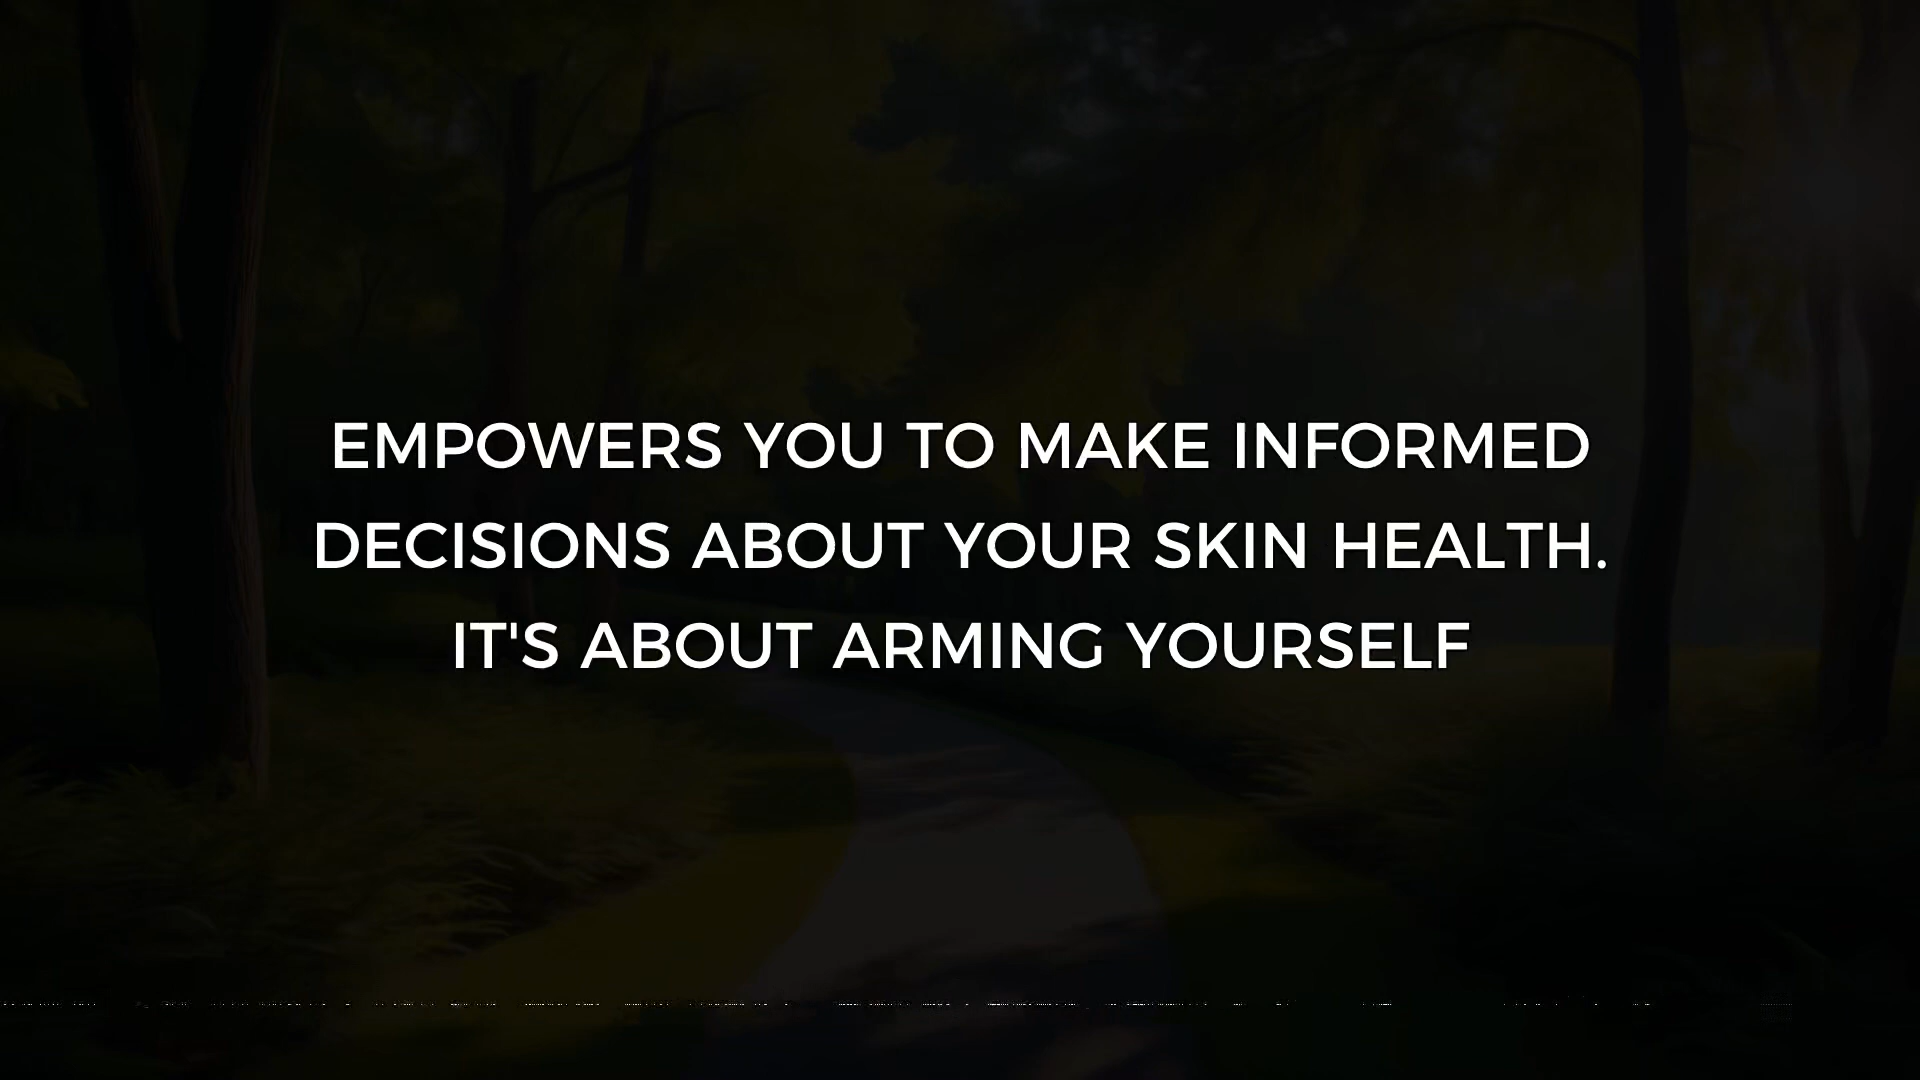 EMPOWERS YOU TO MAKE INFORMED
DECISIONS ABOUT YOUR SKIN HEALTH.
IT'S ABOUT ARMING YOURSELF